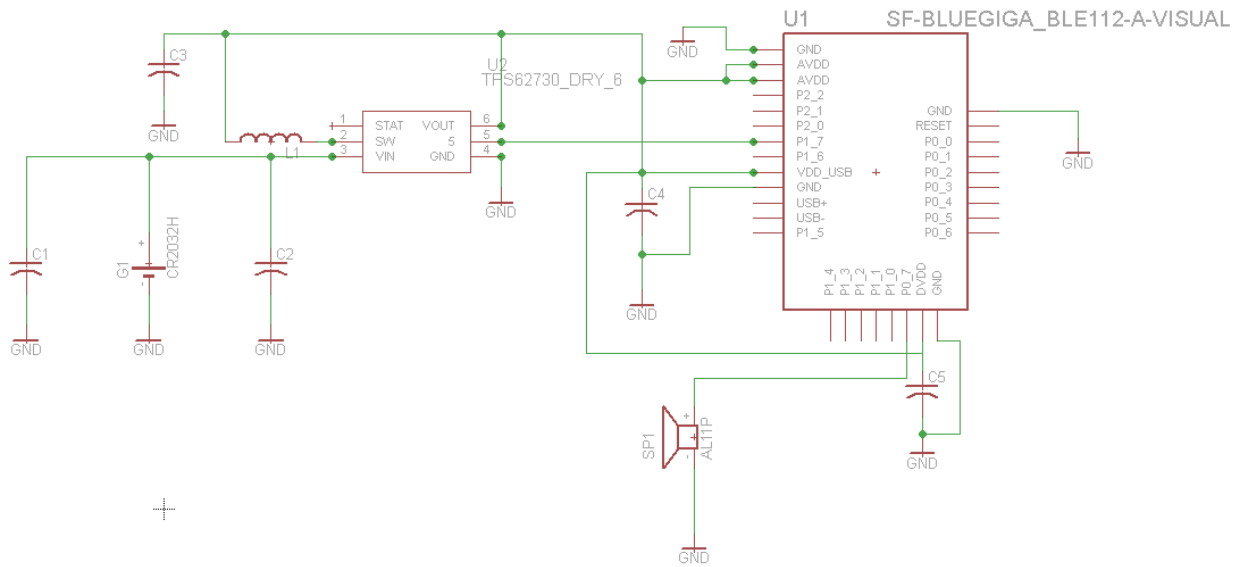 U1 SF-BLUEGIGA_BLE112-A-VISUAL
C3
GND
U2
TPS62730_DRY_6
1 STAT VOUT 6
2 SW 5 5
3 VIN GND 4
L1
GND
GND
C1
GND
+
G1
CR2032H
-
GND
C2
GND
C4
GND
GND
AVDD
AVDD
P2_2
P2_1
P2_0
P1_7
P1_6
VDD_USB
GND
USB+
USB-
P1_5
GND
RESET
P0_0
P0_1
P0_2
P0_3
P0_4
P0_5
P0_6
P1_4
P1_3
P1_2
P1_1
P1_0
P0_7
DVDD
GND
GND
C5
GND
SP1
+
-
AL11P
GND